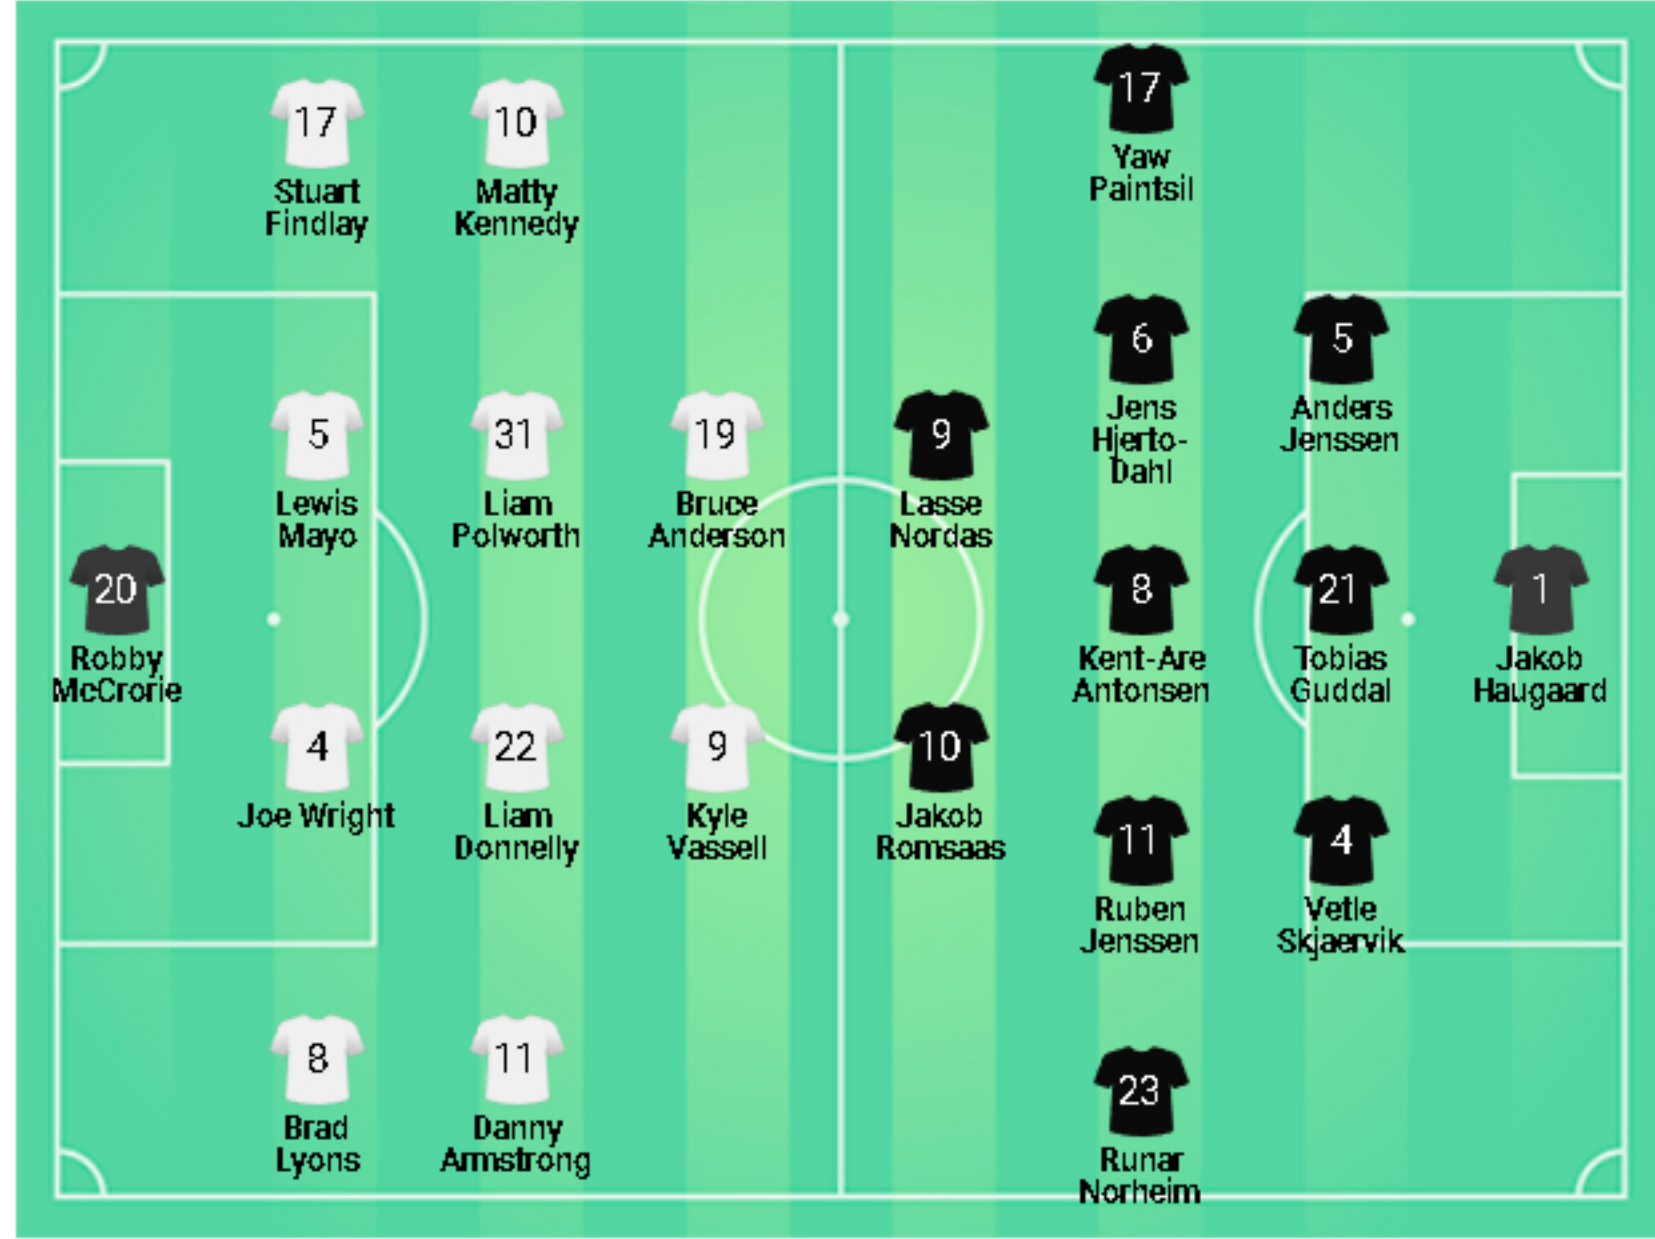 17
Stuart
Findlay
10
Matty
Kennedy
17
Yaw
Paintsil
6
Jens
Hjerto-
Dahl
5
Anders
Jenssen
5
Lewis
Mayo
31
Liam
Polworth
19
Bruce
Anderson
9
Lasse
Nordas
20
Robby
McCrorie
8
Kent-Are
Antonsen
21
Tobias
Guddal
1
Jakob
Haugaard
4
Joe Wright
22
Liam
Donnelly
9
Kyle
Vassell
10
Jakob
Romsaas
11
Ruben
Jenssen
4
Vetle
Skjaervik
8
Brad
Lyons
11
Danny
Armstrong
23
Runar
Norheim